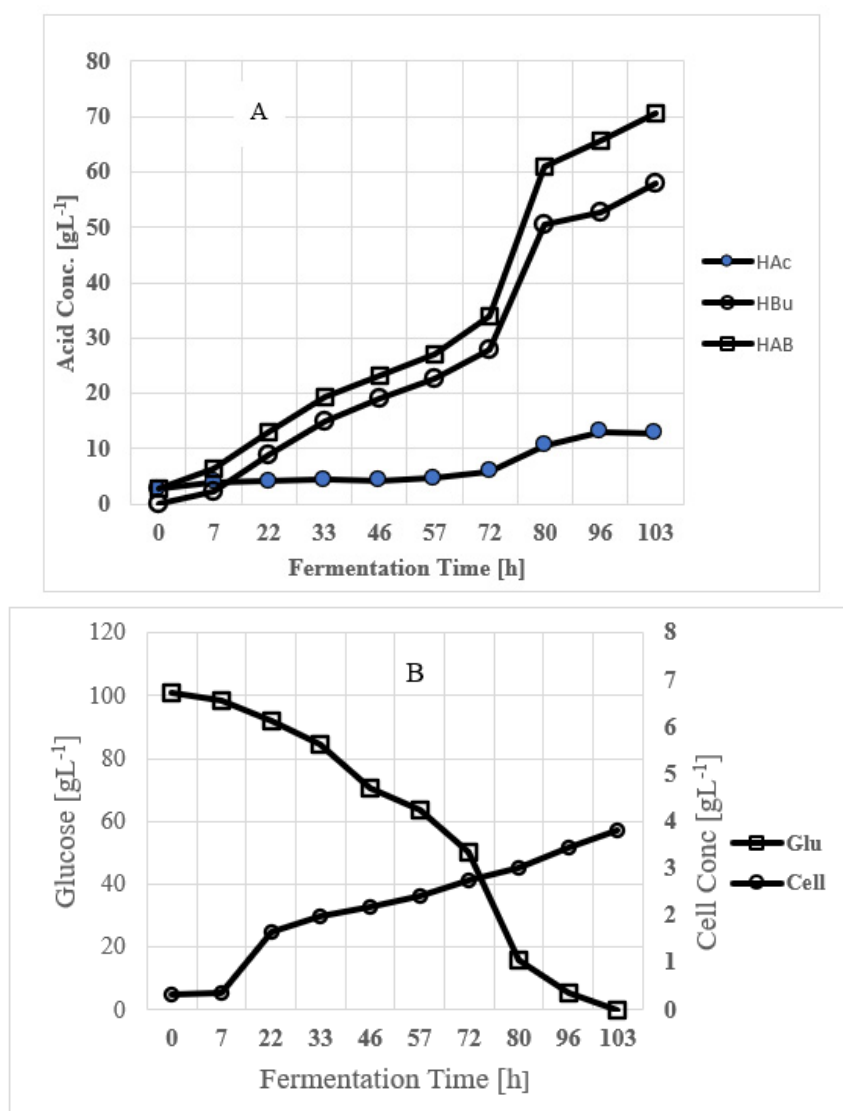 80
70
60
50
40
30
20
10
0
Acid Conc. [gL⁻¹]
A
0 7 22 33 46 57 72 80 96 103
Fermentation Time [h]
HAc
HBu
HAB
120
100
80
60
40
20
0
Glucose [gL⁻¹]
B
8
7
6
5
4
3
2
1
0
Cell Conc [gL⁻¹]
0 7 22 33 46 57 72 80 96 103
Fermentation Time [h]
Glu
Cell